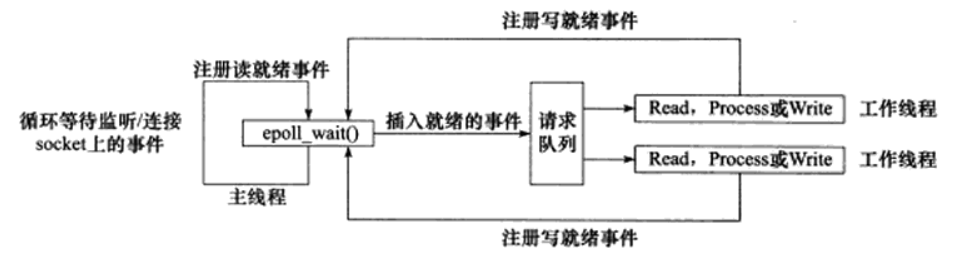 注册写就绪事件
注册读就绪事件
循环等待监听/连接
socket上的事件
epoll_wait()
插入就绪的事件
请求
队列
Read，Process或Write
工作线程
Read，Process或Write
工作线程
主线程
注册写就绪事件